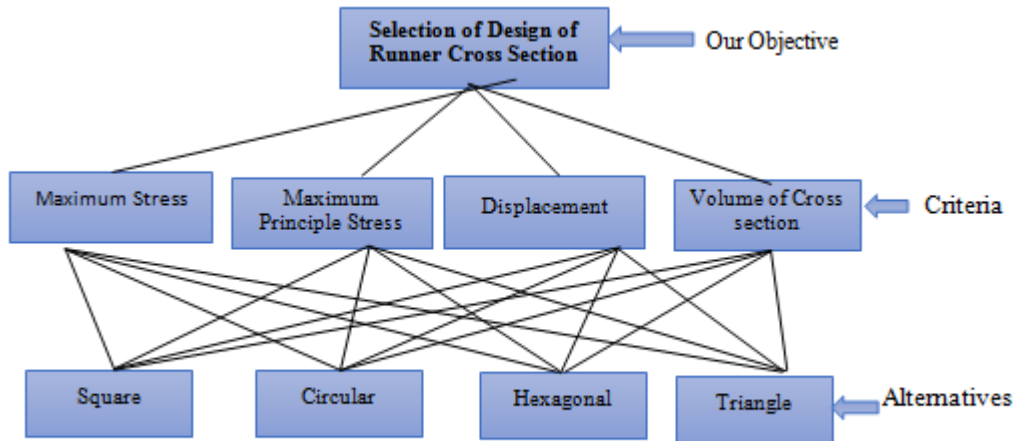 Selection of Design of
Runner Cross Section
Our Objective
Maximum Stress
Maximum
Principle Stress
Displacement
Volume of Cross
section
Criteria
Square
Circular
Hexagonal
Triangle
Alternatives